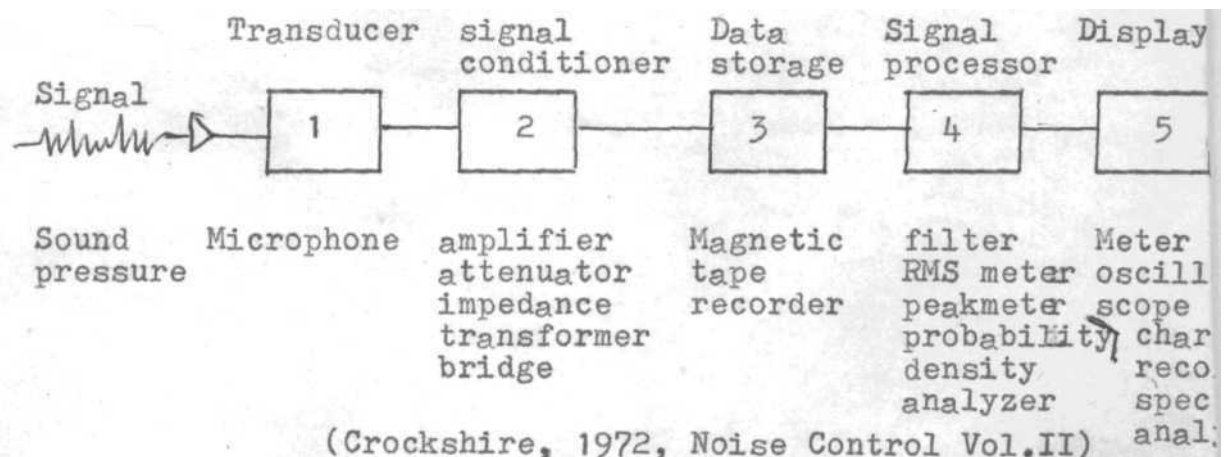 Transducer signal conditioner Data storage Signal processor Display
Signal
1 2 3 4 5
Sound pressure
Microphone
amplifier
attenuator
impedance
transformer
bridge
Magnetic
tape
recorder
filter
RMS meter
peakmeter
probability
density
analyzer
Meter
oscill
scope
char
reco
spec
anal
(Crockshire, 1972, Noise Control Vol.II)